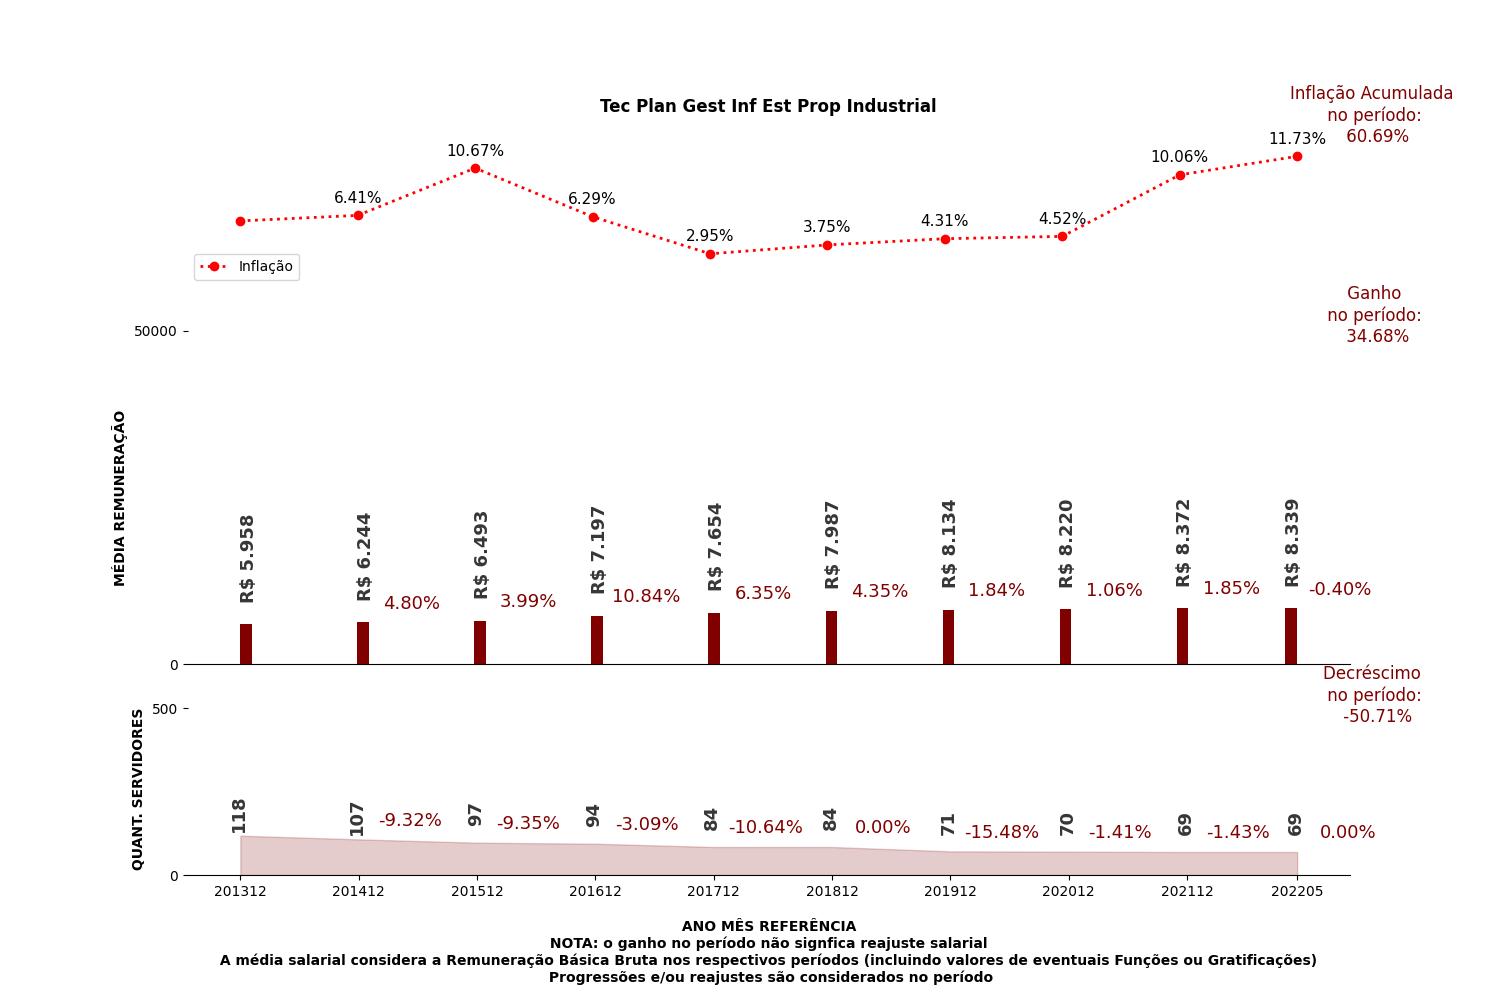 Tec Plan Gest Inf Est Prop Industrial
Inflação Acumulada
no período:
60.69%
6.41%
10.67%
6.29%
2.95%
3.75%
4.31%
4.52%
10.06%
11.73%
Inflação
Ganho
no período:
34.68%
50000
0
MÉDIA REMUNERAÇÃO
R$ 5.958
R$ 6.244
R$ 6.493
R$ 7.197
R$ 7.654
R$ 7.987
R$ 8.134
R$ 8.220
R$ 8.372
R$ 8.339
4.80%
3.99%
10.84%
6.35%
4.35%
1.84%
1.06%
1.85%
-0.40%
Decréscimo
no período:
-50.71%
500
0
QUANT. SERVIDORES
118
107
97
94
84
84
71
70
69
69
-9.32%
-9.35%
-3.09%
-10.64%
0.00%
-15.48%
-1.41%
-1.43%
0.00%
201312
201412
201512
201612
201712
201812
201912
202012
202112
202205
ANO MÊS REFERÊNCIA
NOTA: o ganho no período não signfica reajuste salarial
A média salarial considera a Remuneração Básica Bruta nos respectivos períodos (incluindo valores de eventuais Funções ou Gratificações)
Progressões e/ou reajustes são considerados no período